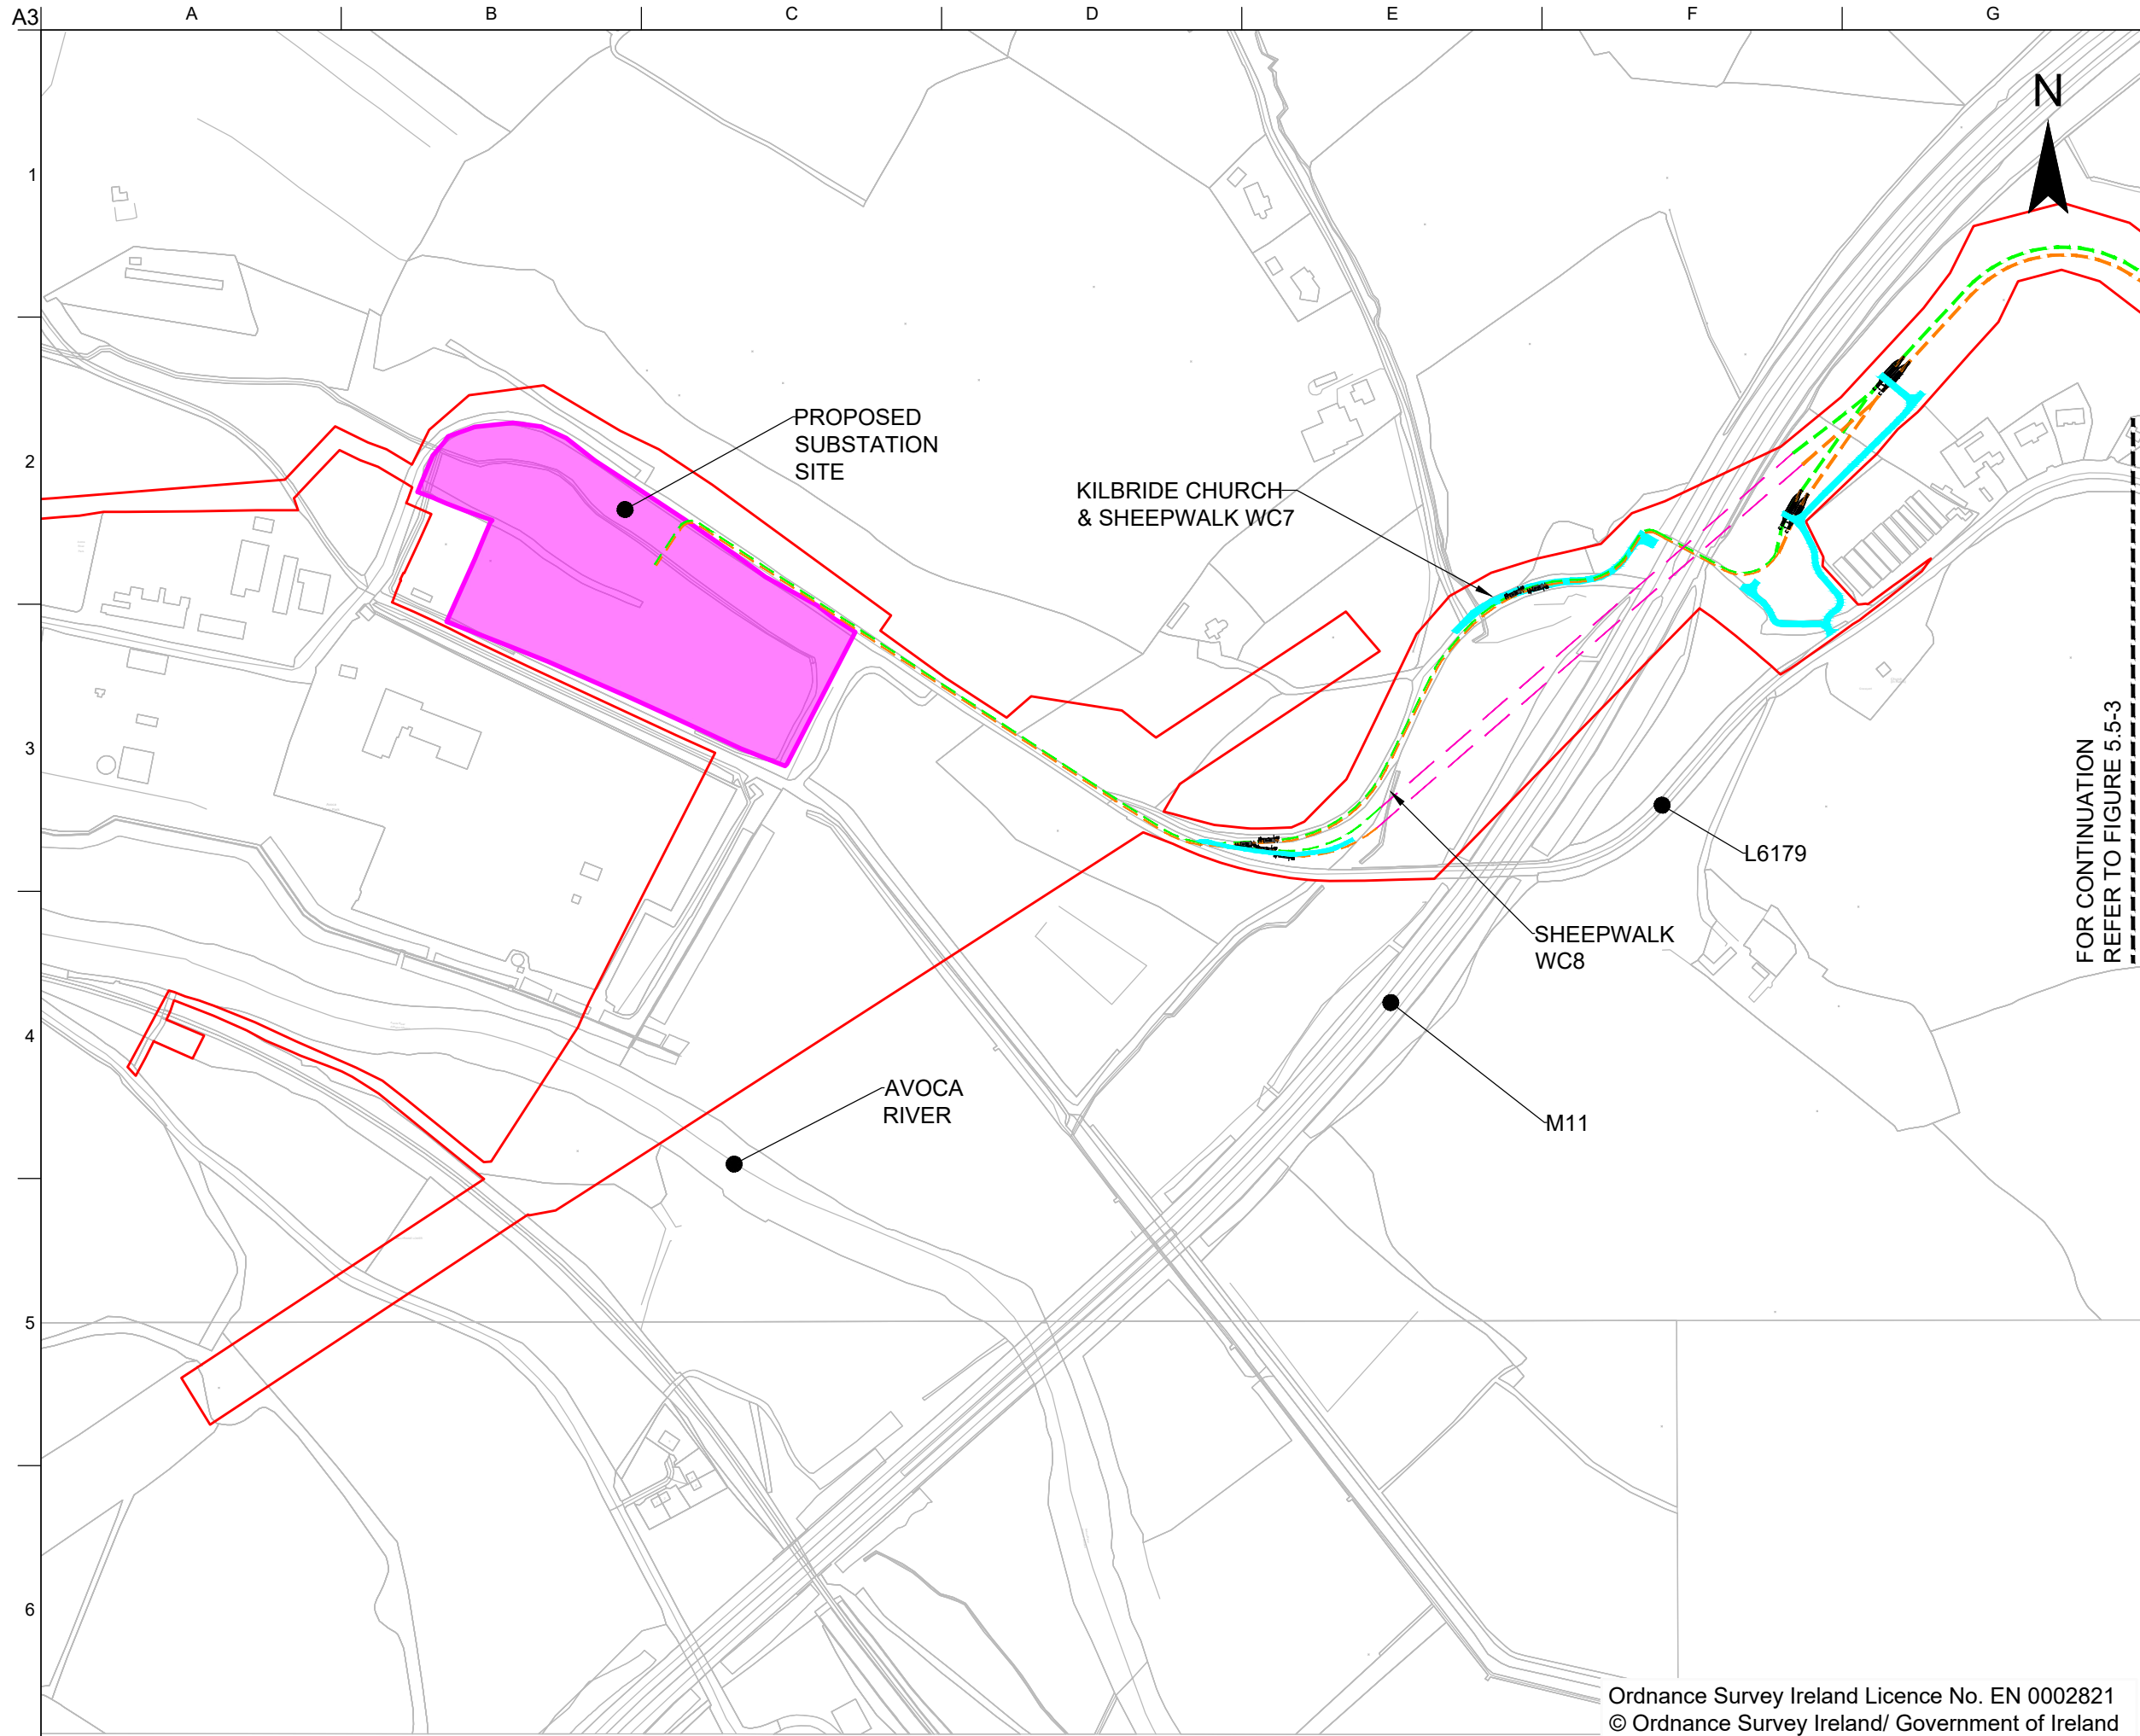 A3
A
B
C
D
E
F
G
N
1
2
3
4
5
6
PROPOSED
SUBSTATION
SITE
KILBRIDE CHURCH
& SHEEPWALK WC7
L6179
SHEEPWALK
WC8
M11
AVOCA
RIVER
FOR CONTINUATION
REFER TO FIGURE 5.5-3
Ordnance Survey Ireland Licence No. EN 0002821
© Ordnance Survey Ireland/ Government of Ireland